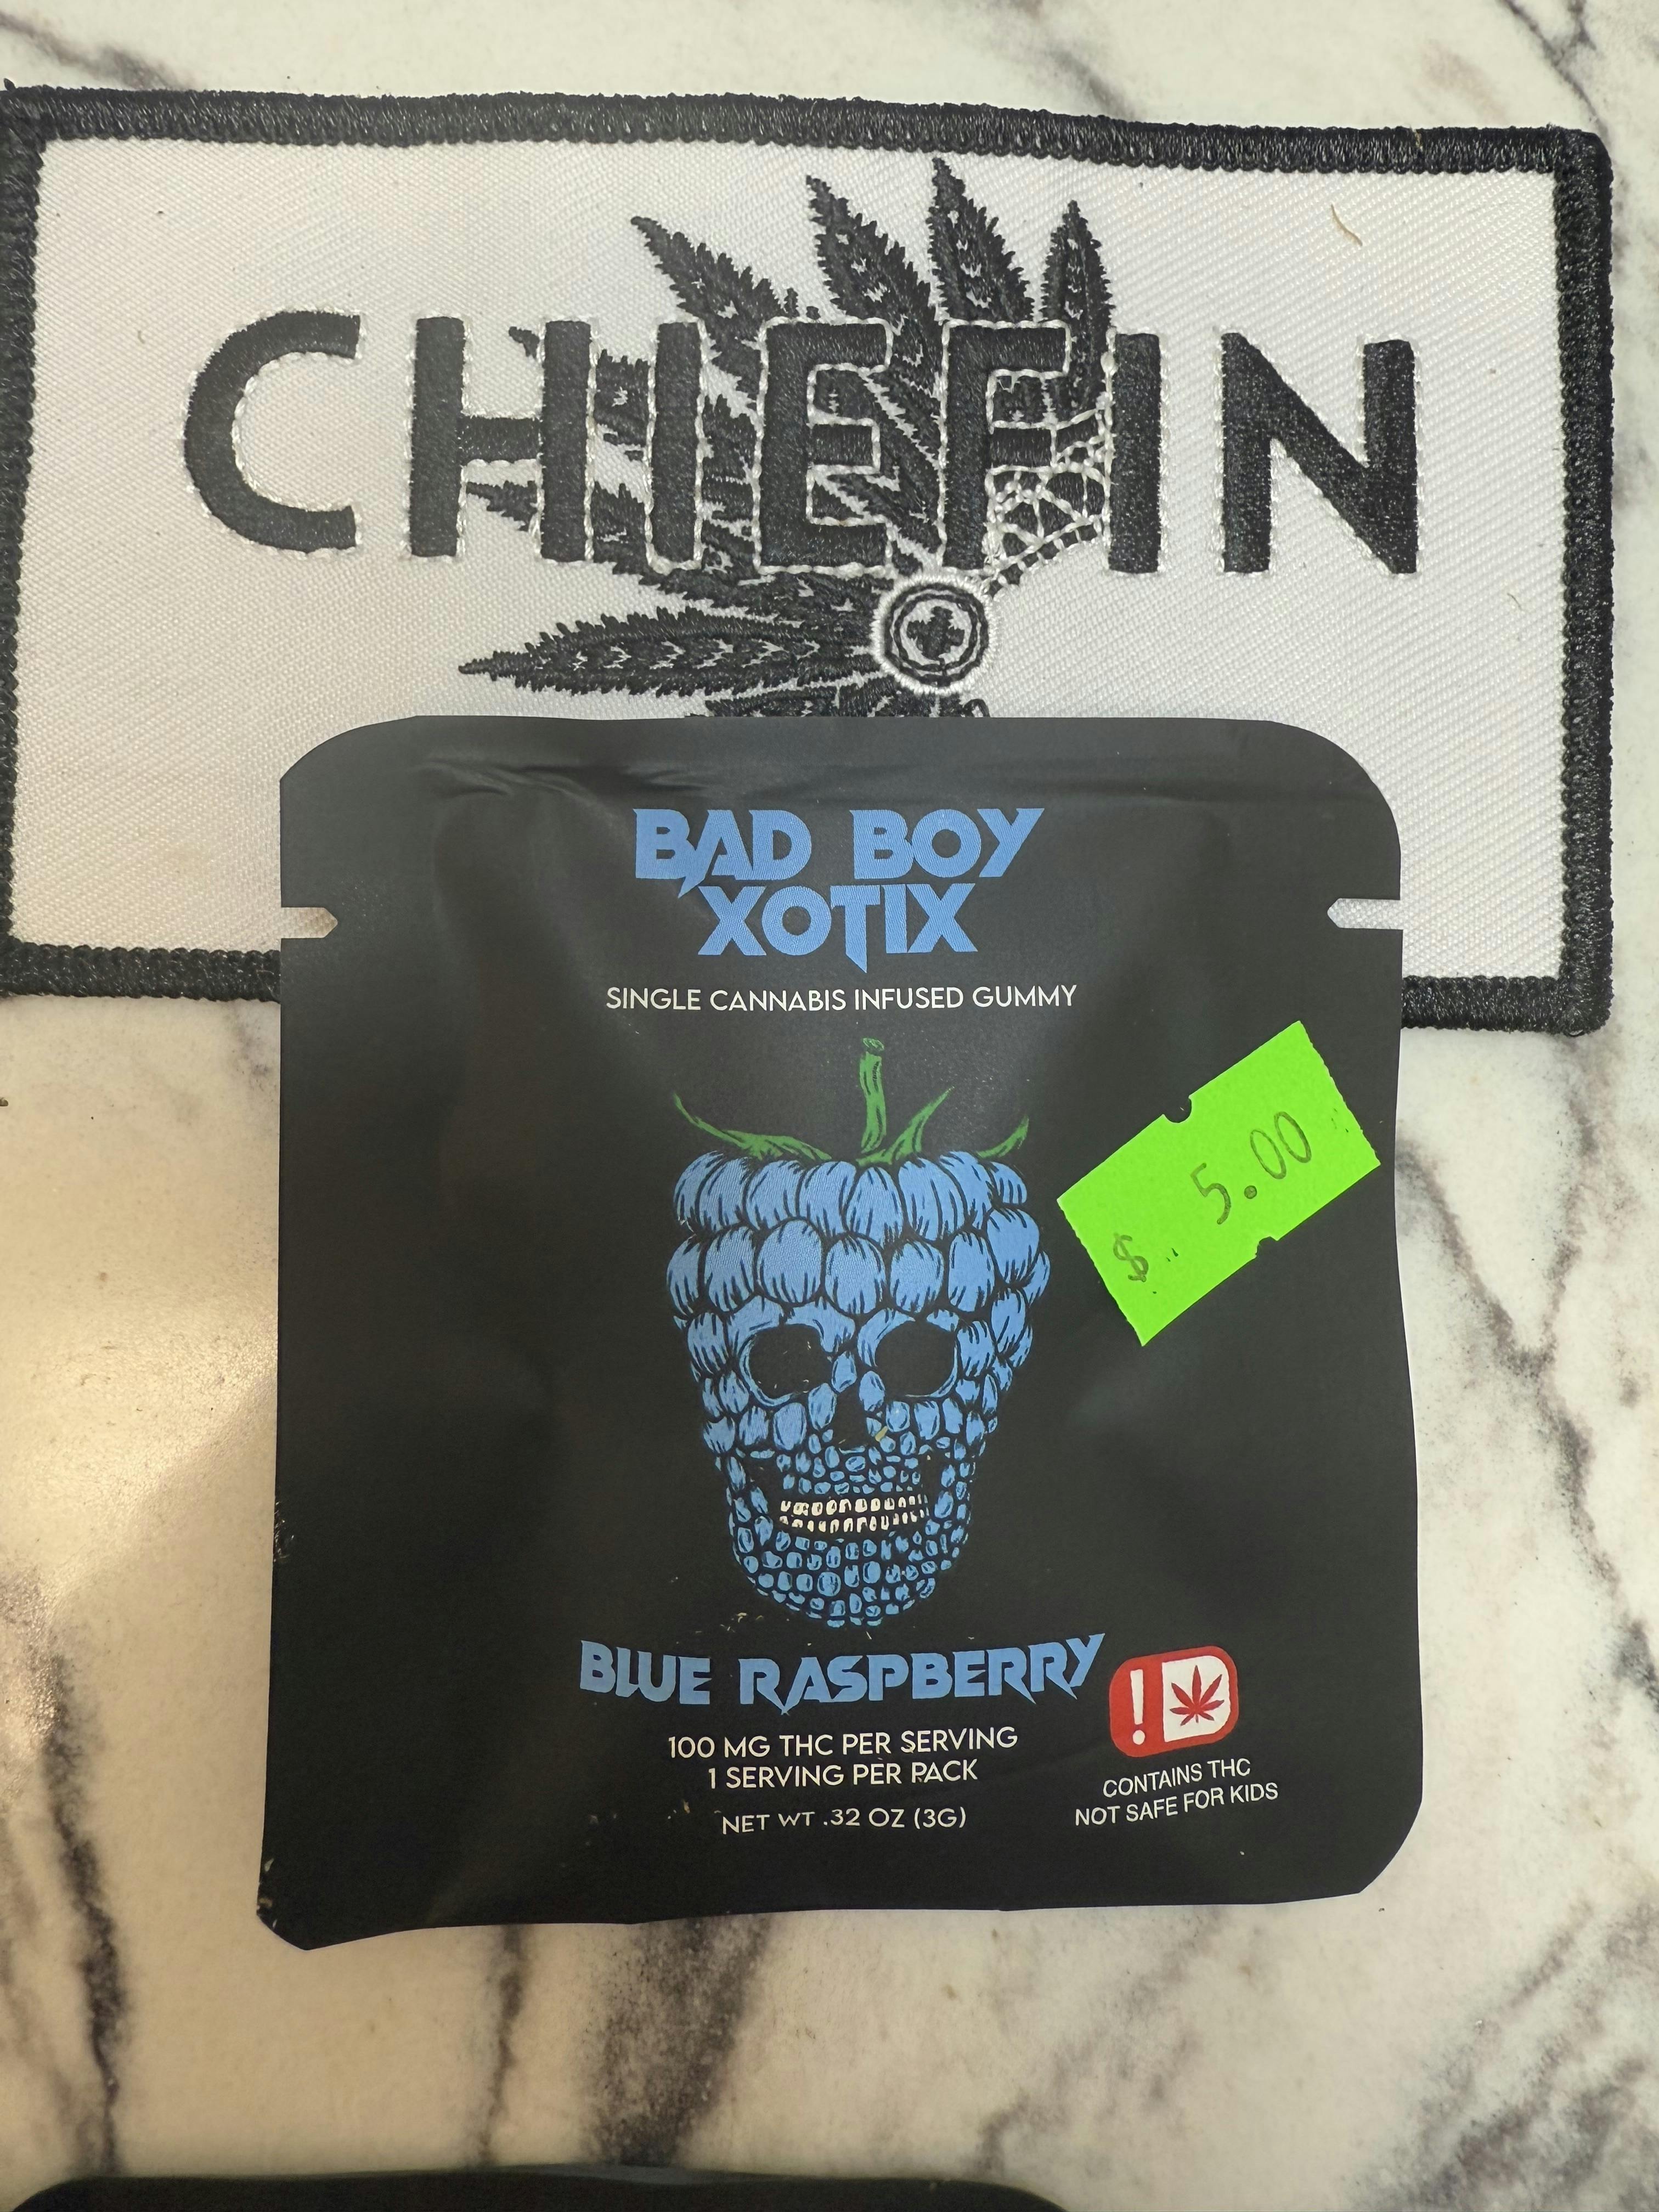 CHIEFIN
BAD BOY
XOTIX
SINGLE CANNABIS INFUSED GUMMY
$ 5.00
BLUE RASPBERRY
100 MG THC PER SERVING
1 SERVING PER PACK
NET WT .32 OZ (3G)
!
CONTAINS THC
NOT SAFE FOR KIDS